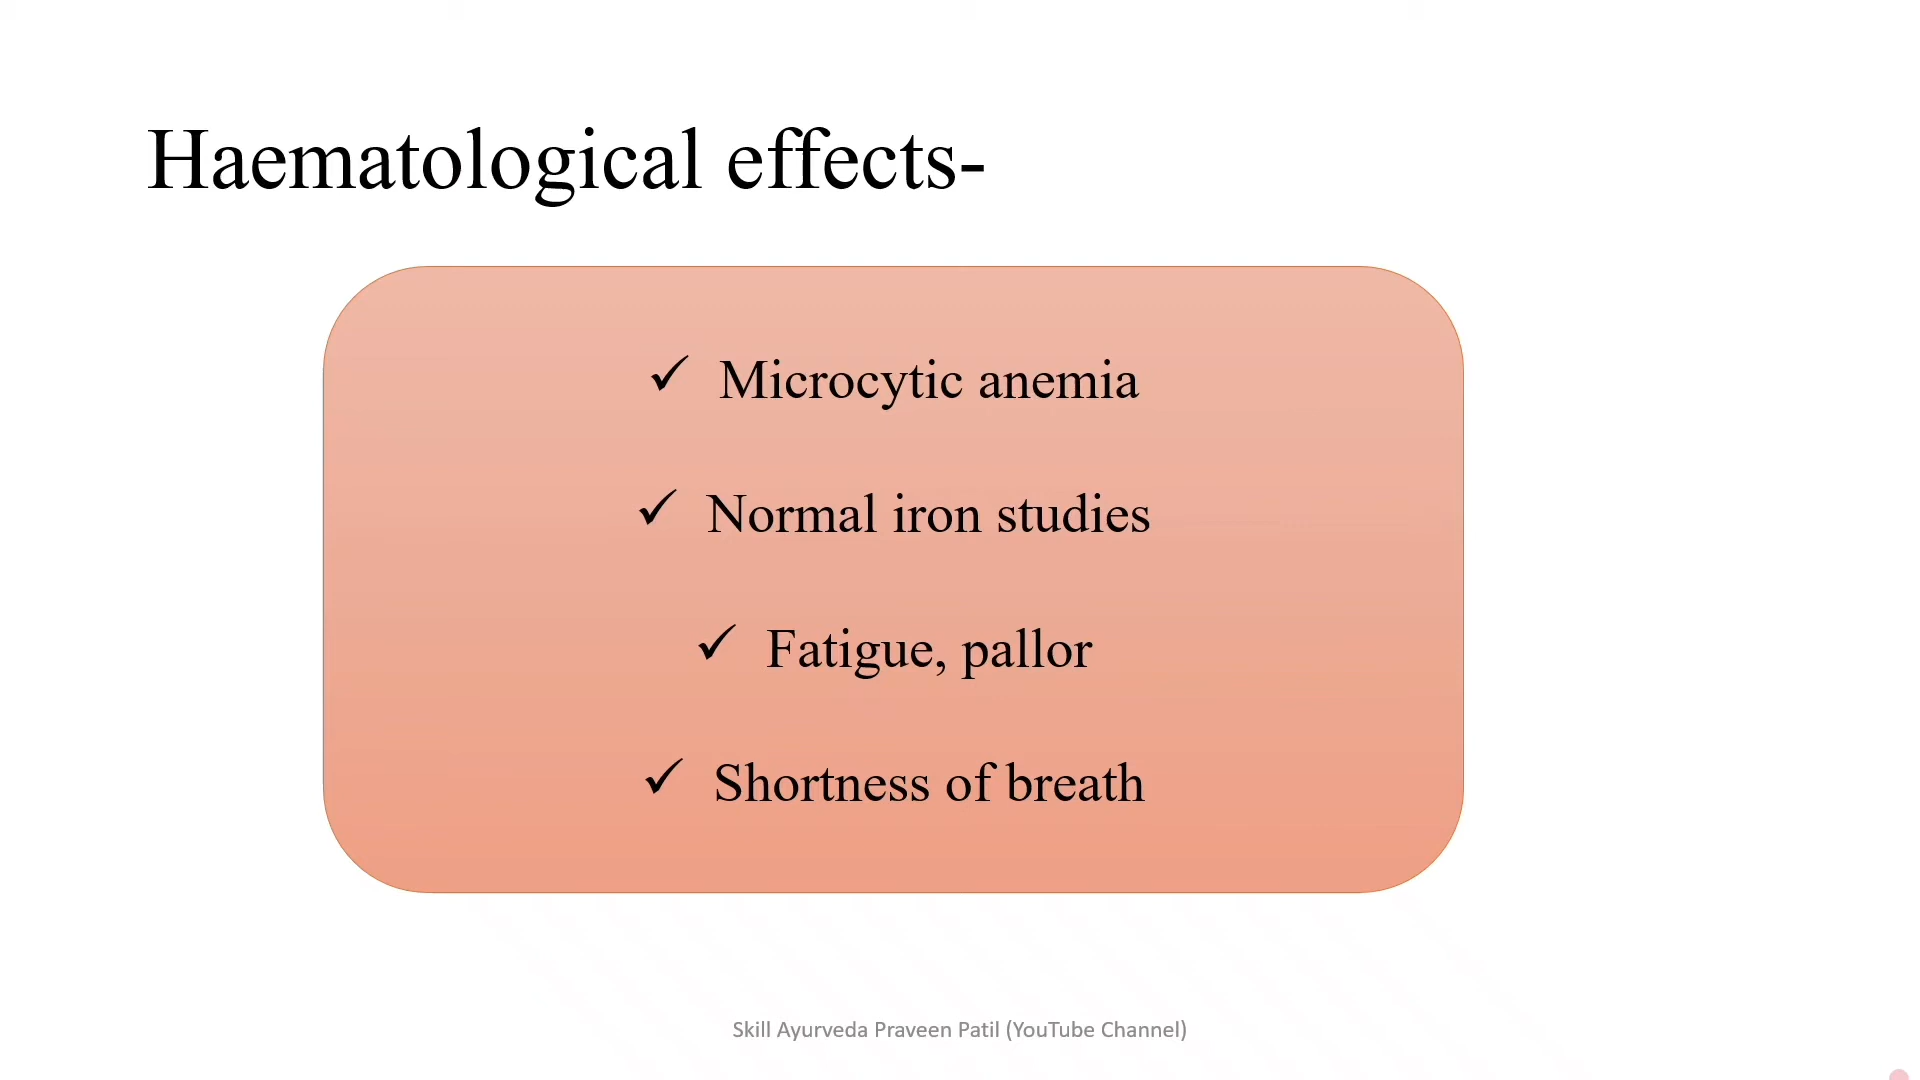 Haematological effects-
✓ Microcytic anemia
✓ Normal iron studies
✓ Fatigue, pallor
✓ Shortness of breath
Skill Ayurveda Praveen Patil (YouTube Channel)